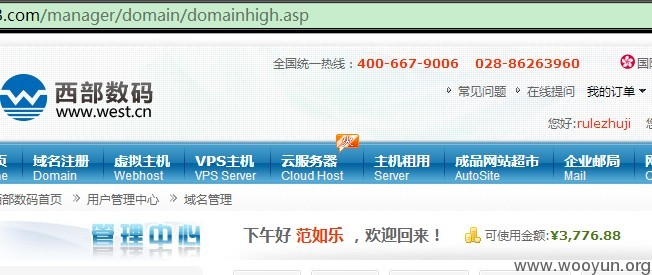 3.com/manager/domain/domainhigh.asp
全国统一热线：400-667-9006 028-86263960
西部数码
www.west.cn
常见问题 在线提问 我的订单
您好:rulezhuji
域名注册 虚拟主机 VPS主机 云服务器 主机租用 成品网站超市 企业邮局
Domain Webhost VPS Server Cloud Host Server AutoSite Mail
西部数码首页 > 用户管理中心 > 域名管理
管理中心 下午好 范如乐 ，欢迎回来！ 可使用金额:¥3,776.88
www.wooyun.org